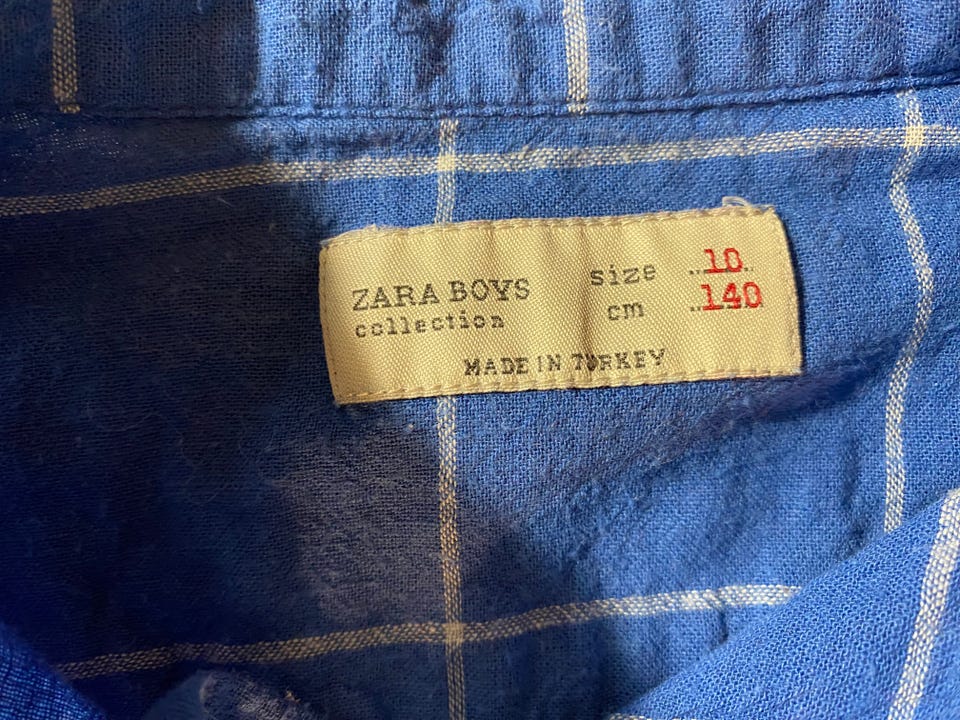 ZARA BOYS size 10
collection cm 140
MADE IN TURKEY